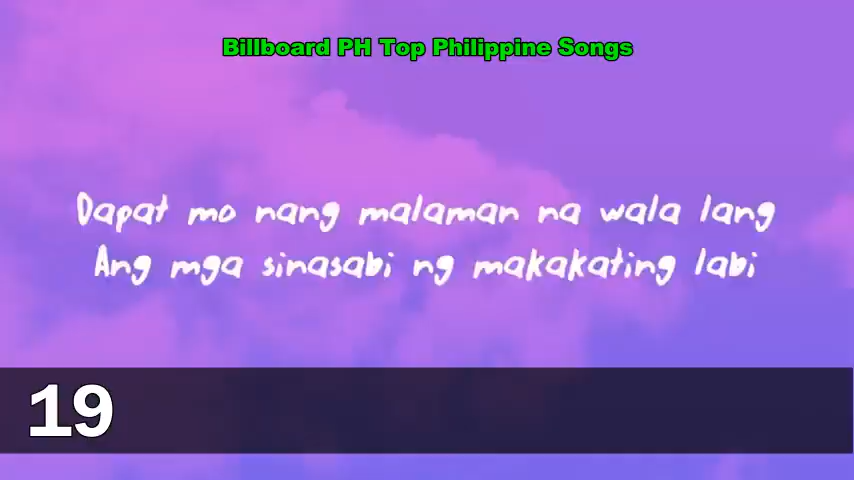 Billboard PH Top Philippine Songs
Dapat mo nang malaman na wala lang
Ang mga sinasabi ng makakating labi
19